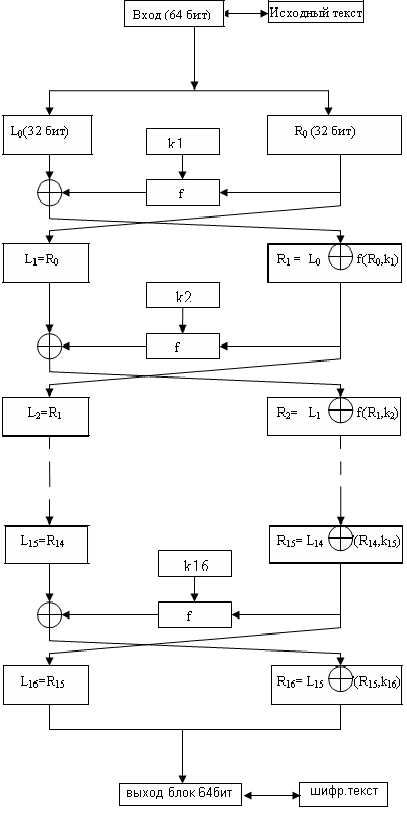 Вход (64 бит)
Исходный текст
L0(32 бит)
k1
R0 (32 бит)
f
L1=R0
R1 = L0 ⊕ f(R0,k1)
k2
f
L2=R1
R2= L1 ⊕ f(R1,k2)
L15=R14
R15= L14 ⊕ (R14,k15)
k16
f
L16=R15
R16= L15 ⊕ (R15,k16)
выход блок 64бит
шифр.текст